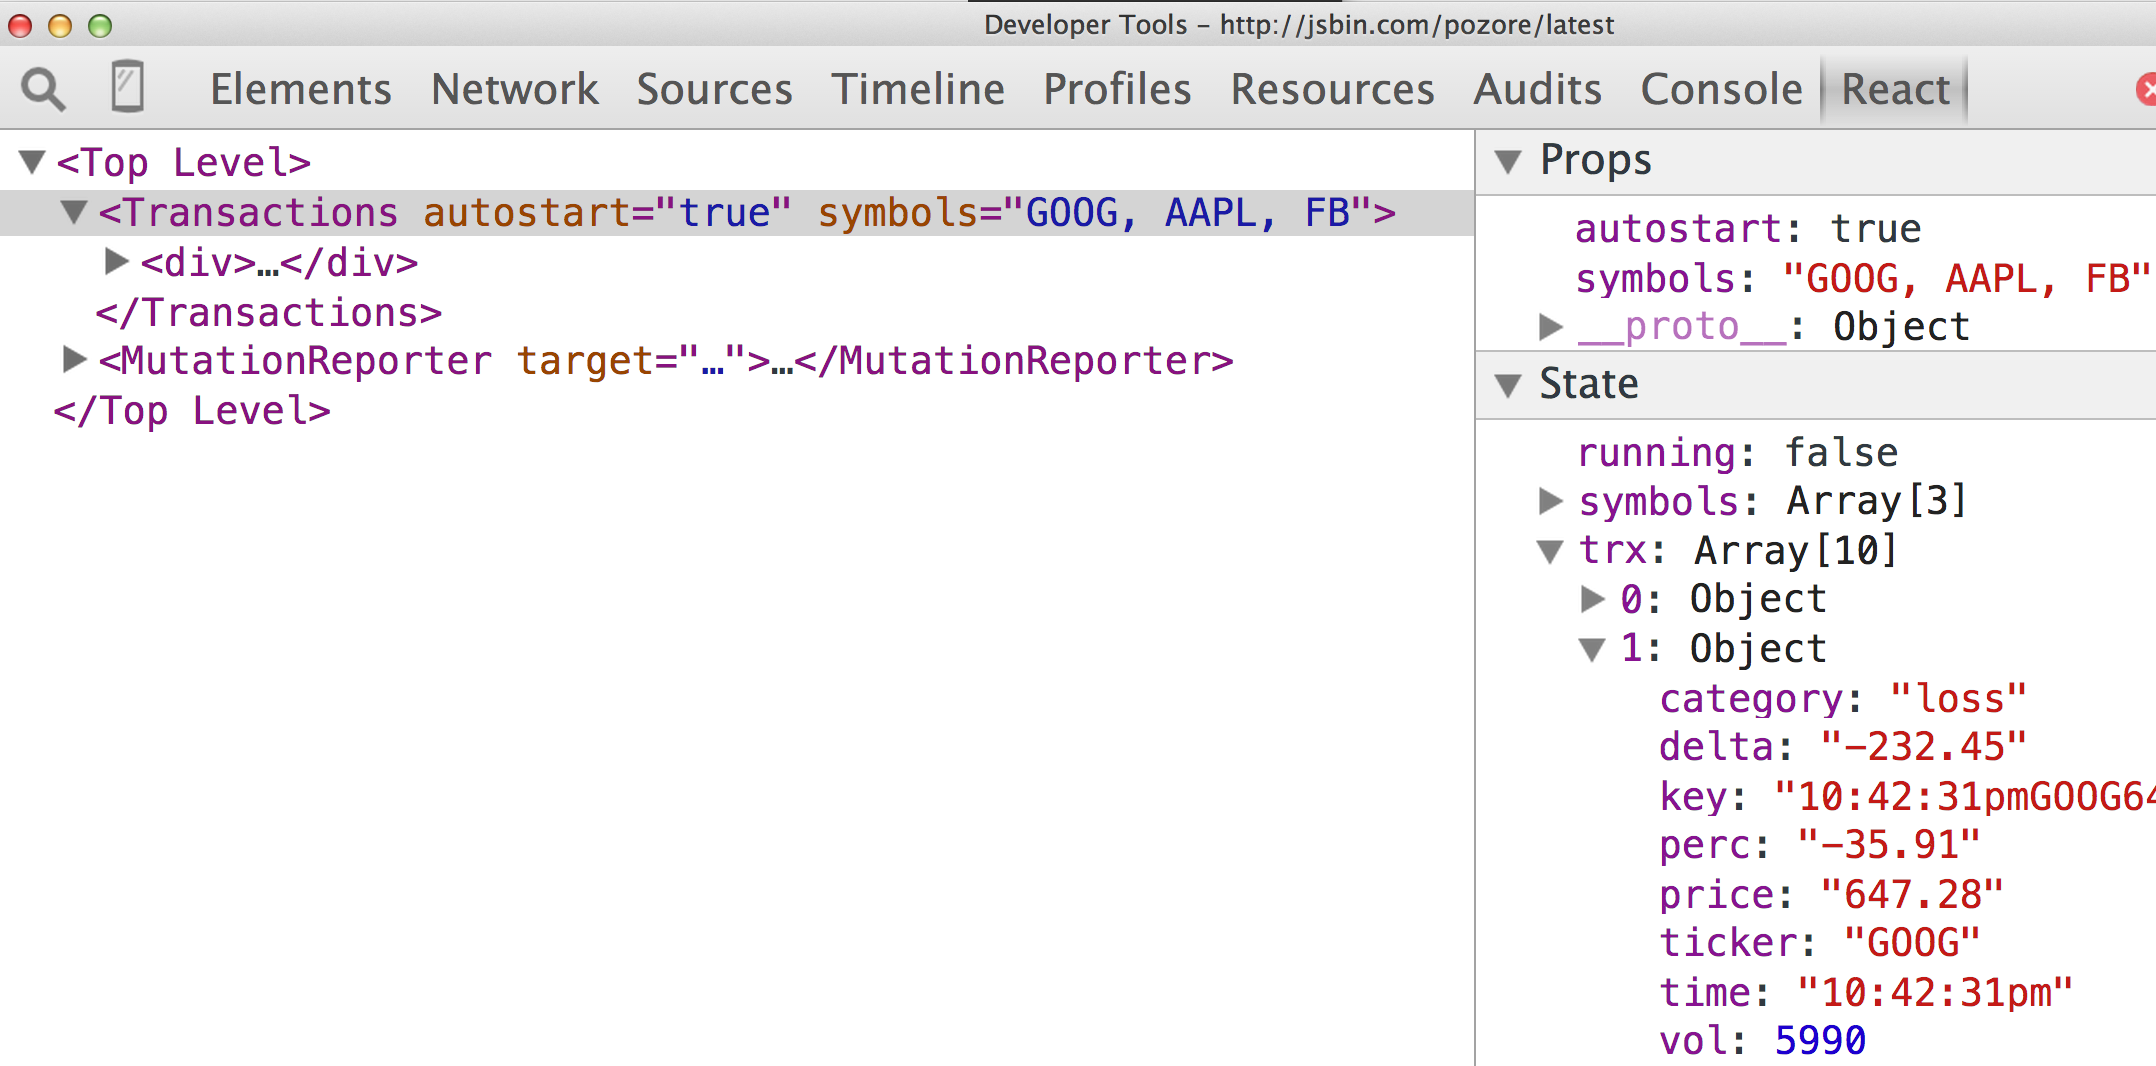 Developer Tools – http://jsbin.com/pozore/latest
Elements Network Sources Timeline Profiles Resources Audits Console React
<Top Level>
<Transactions autostart="true" symbols="GOOG, AAPL, FB">
<div>…</div>
</Transactions>
<MutationReporter target="…">…</MutationReporter>
</Top Level>
Props
autostart: true
symbols: "GOOG, AAPL, FB"
__proto__: Object
State
running: false
symbols: Array[3]
trx: Array[10]
0: Object
1: Object
category: "loss"
delta: "-232.45"
key: "10:42:31pmGOOG64
perc: "-35.91"
price: "647.28"
ticker: "GOOG"
time: "10:42:31pm"
vol: 5990